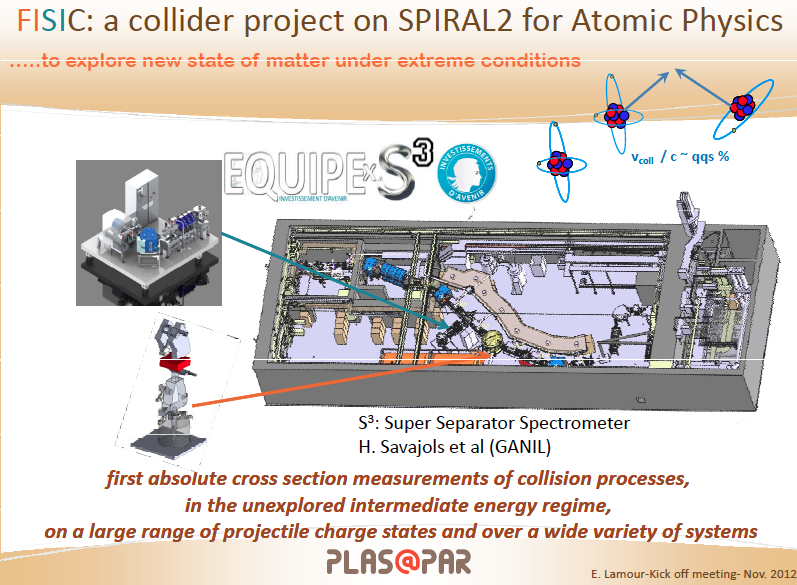 FISIC: a collider project on SPIRAL2 for Atomic Physics
.....to explore new state of matter under extreme conditions
EQUIPEX S³
INVESTISSEMENTS D'AVENIR
INVESTISSEMENTS
D'AVENIR
v_coll / c ~ qqs %
S³: Super Separator Spectrometer
H. Savajols et al (GANIL)
first absolute cross section measurements of collision processes,
in the unexplored intermediate energy regime,
on a large range of projectile charge states and over a wide variety of systems
PLAS@PAR
E. Lamour-Kick off meeting- Nov. 2012